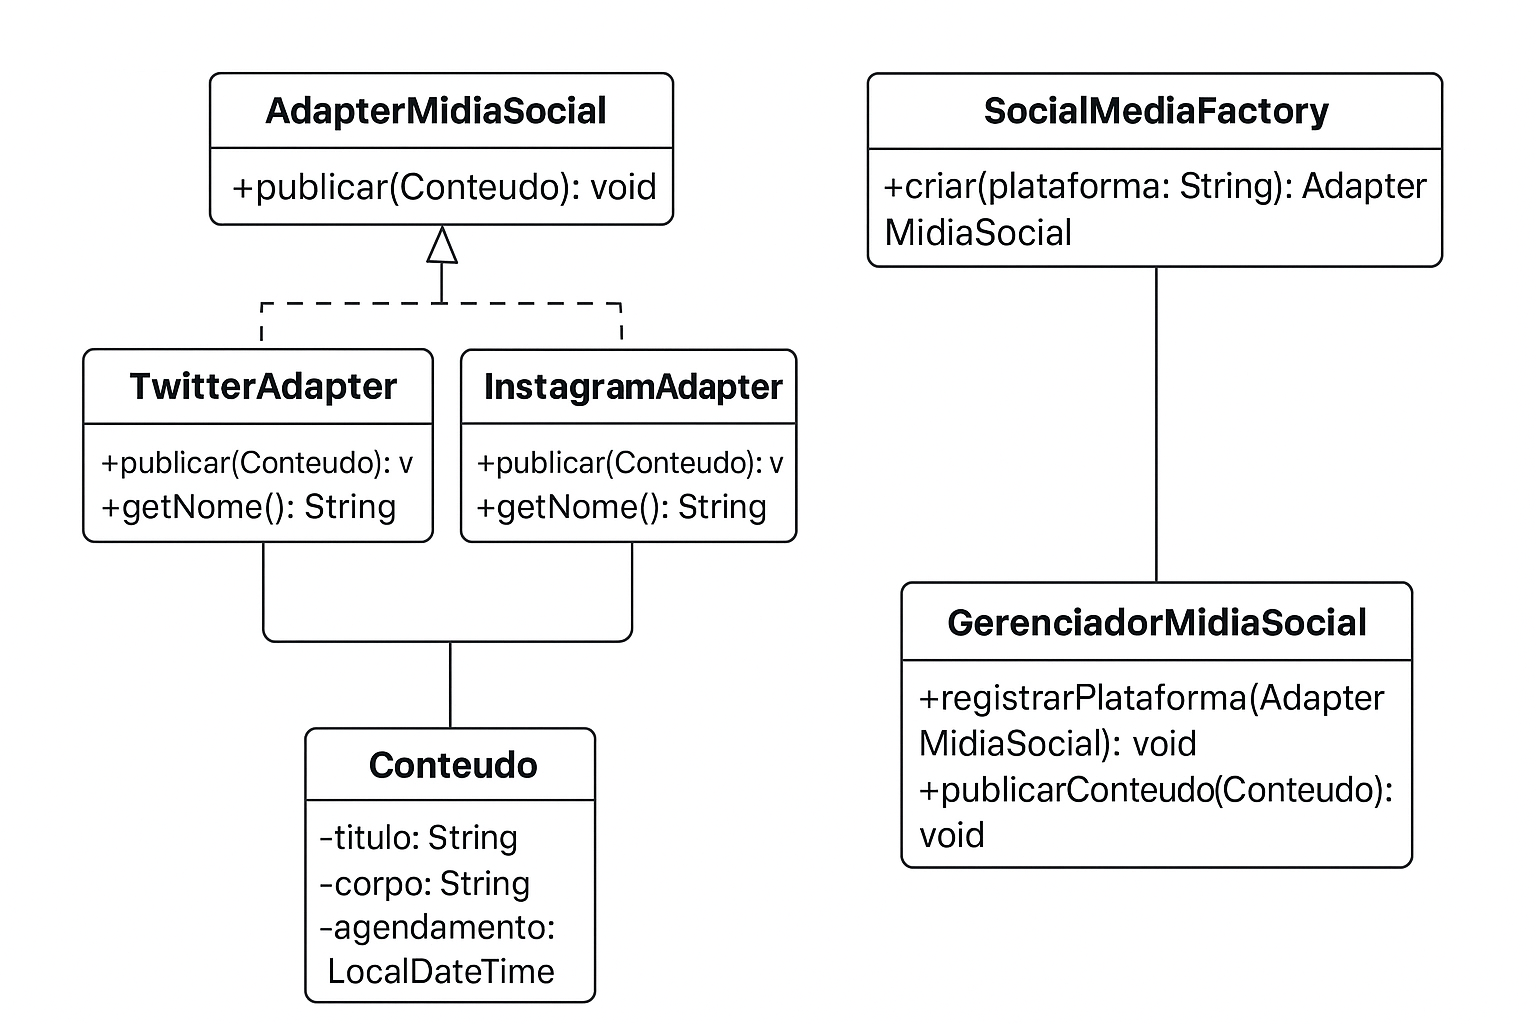 AdapterMidiaSocial
+publicar(Conteudo): void
SocialMediaFactory
+criar(plataforma: String): Adapter
MidiaSocial
TwitterAdapter
+publicar(Conteudo): v
+getNome(): String
InstagramAdapter
+publicar(Conteudo): v
+getNome(): String
GerenciadorMidiaSocial
+registrarPlataforma(Adapter
MidiaSocial): void
+publicarConteudo(Conteudo):
void
Conteudo
-titulo: String
-corpo: String
-agendamento:
LocalDateTime